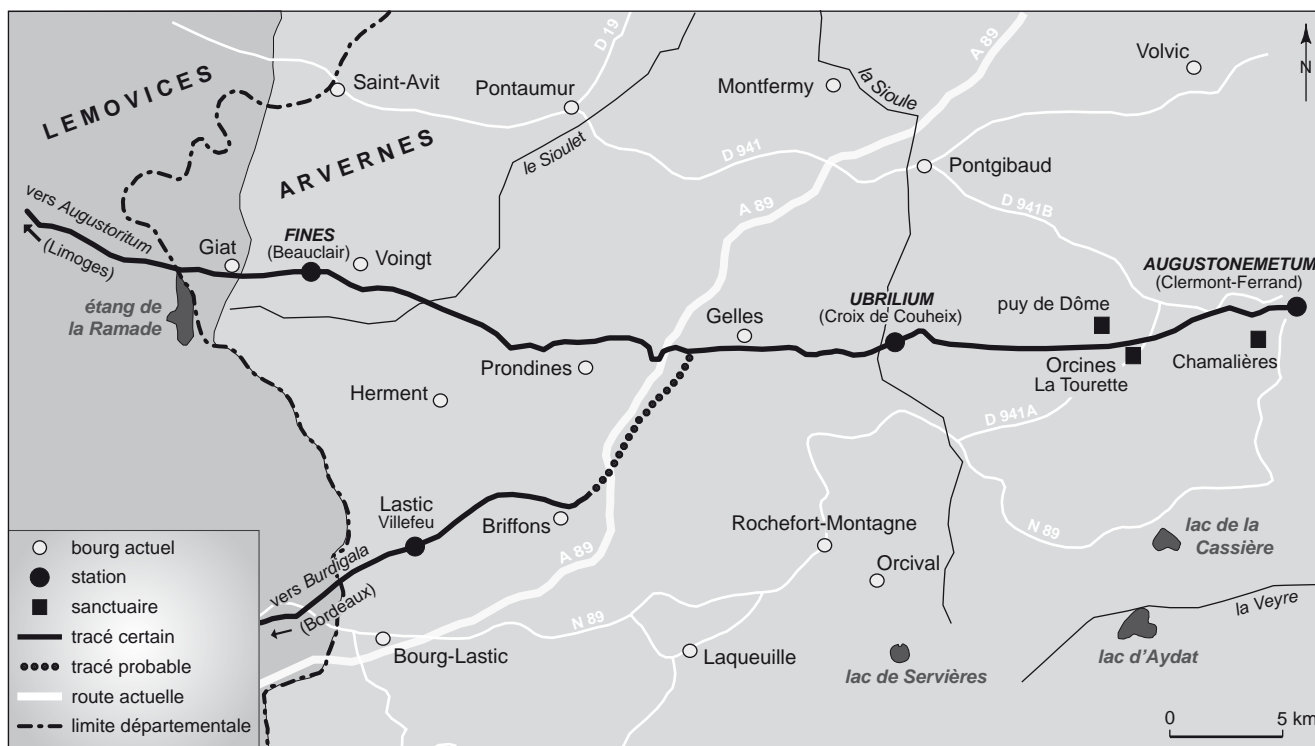 LEMOVICES
ARVERNES
Saint-Avit
Pontaumur
D 19
Montfermy
la Sioule
A 89
Volvic
N
le Sioulet
D 941
Pontgibaud
vers Augustoritum
(Limoges)
Giat
FINES
(Beauclair)
Voingt
A 89
D 941B
étang de
la Ramade
AUGUSTONEMETUM
(Clermont-Ferrand)
puy de Dôme
UBRILIUM
(Croix de Couheix)
Gelles
Prondines
Orcines
La Tourette
Chamalières
Herment
D 941A
Lastic
Villefeu
Briffons
Rochefort-Montagne
N 89
lac de la
Cassière
A 89
Orcival
vers Burdigala
(Bordeaux)
la Veyre
N 89
Bourg-Lastic
Laqueuille
lac de Servières
lac d'Aydat
bourg actuel
station
sanctuaire
tracé certain
tracé probable
route actuelle
limite départementale
0 5 km